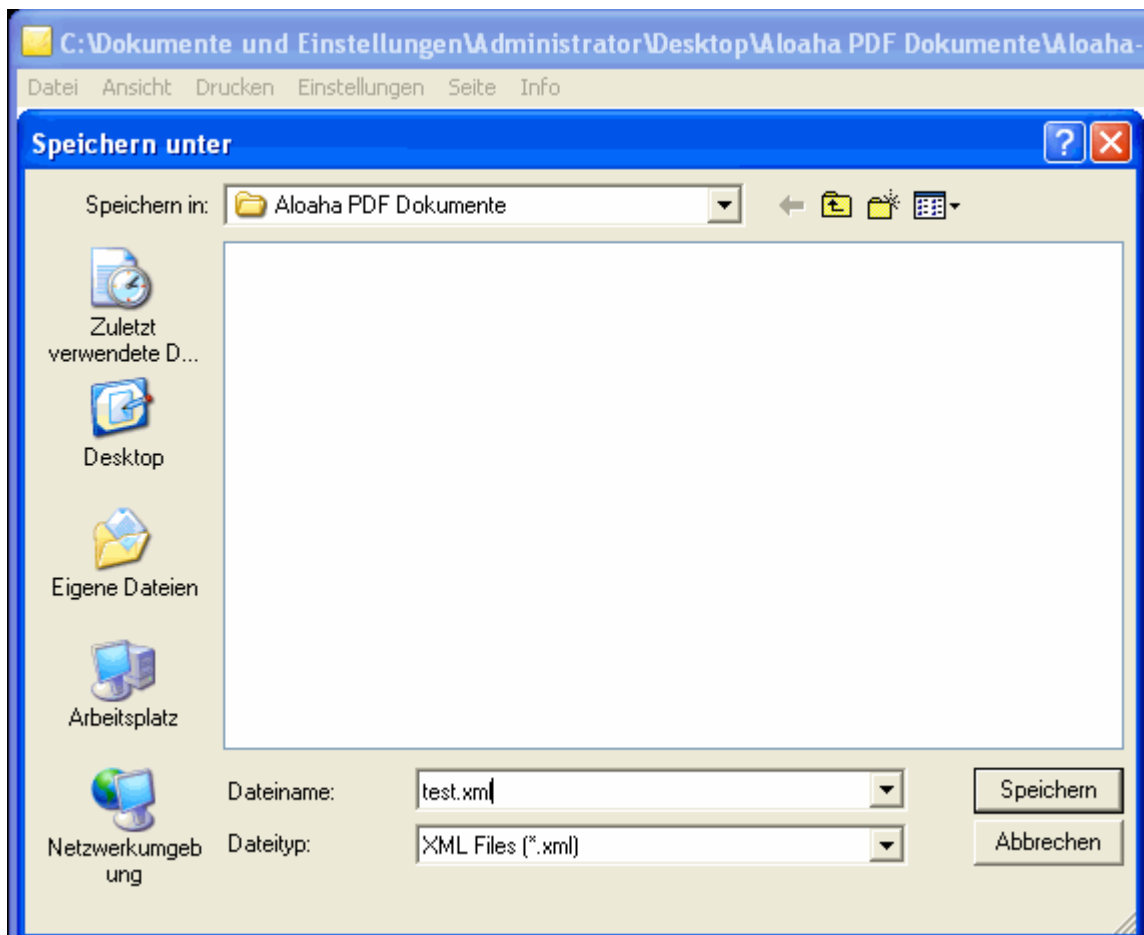 C:\Dokumente und Einstellungen\Administrator\Desktop\Aloaha PDF Dokumente\Aloaha-
Datei Ansicht Drucken Einstellungen Seite Info
Speichern unter
Speichern in: Aloaha PDF Dokumente
Zuletzt
verwendete D...
Desktop
Eigene Dateien
Arbeitsplatz
Netzwerkumgeb
ung
Dateiname: test.xml Speichern
Dateityp: XML Files (*.xml) Abbrechen